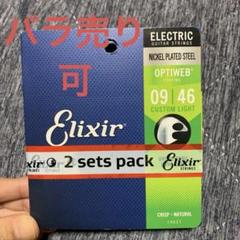 バラ売り
可
ELECTRIC
GUITAR STRINGS
NICKEL PLATED STEEL
OPTIWEB
09 46
CUSTOM LIGHT
Elixir
2 sets pack
Elixir
STRINGS
CRISP • NATURAL